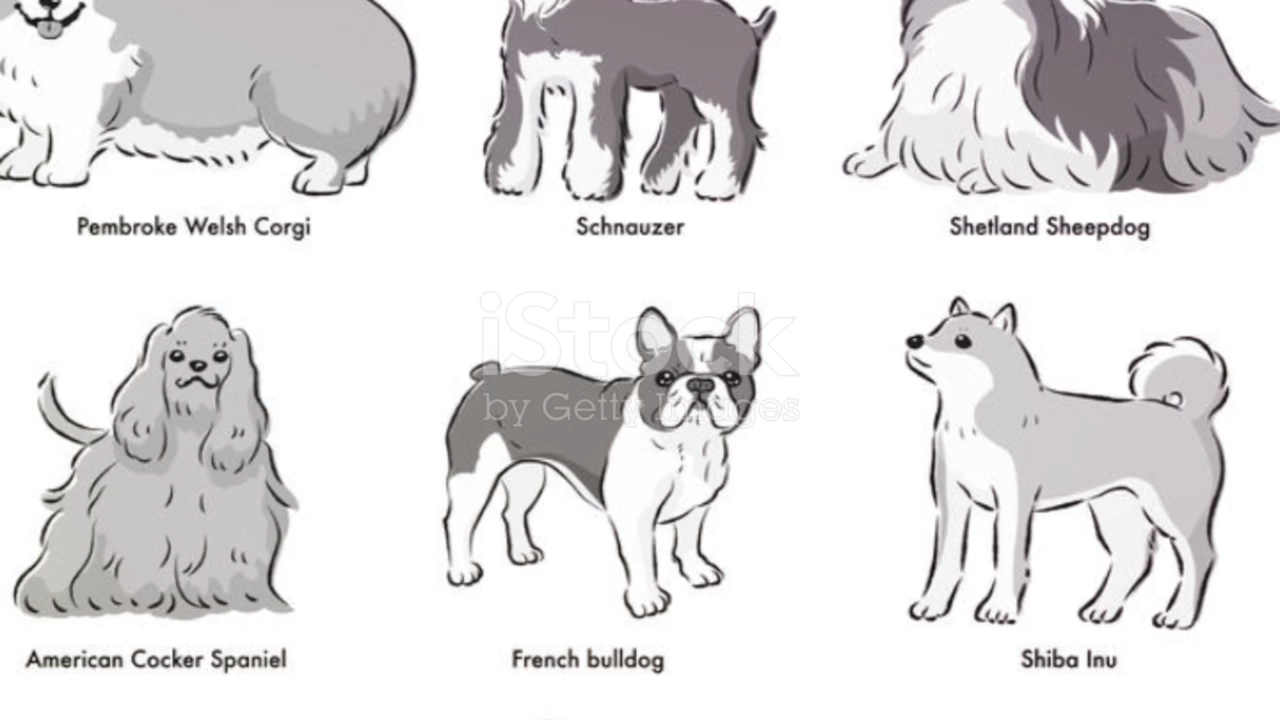 Pembroke Welsh Corgi
Schnauzer
Shetland Sheepdog
iStock
by Getty Images
American Cocker Spaniel
French bulldog
Shiba Inu